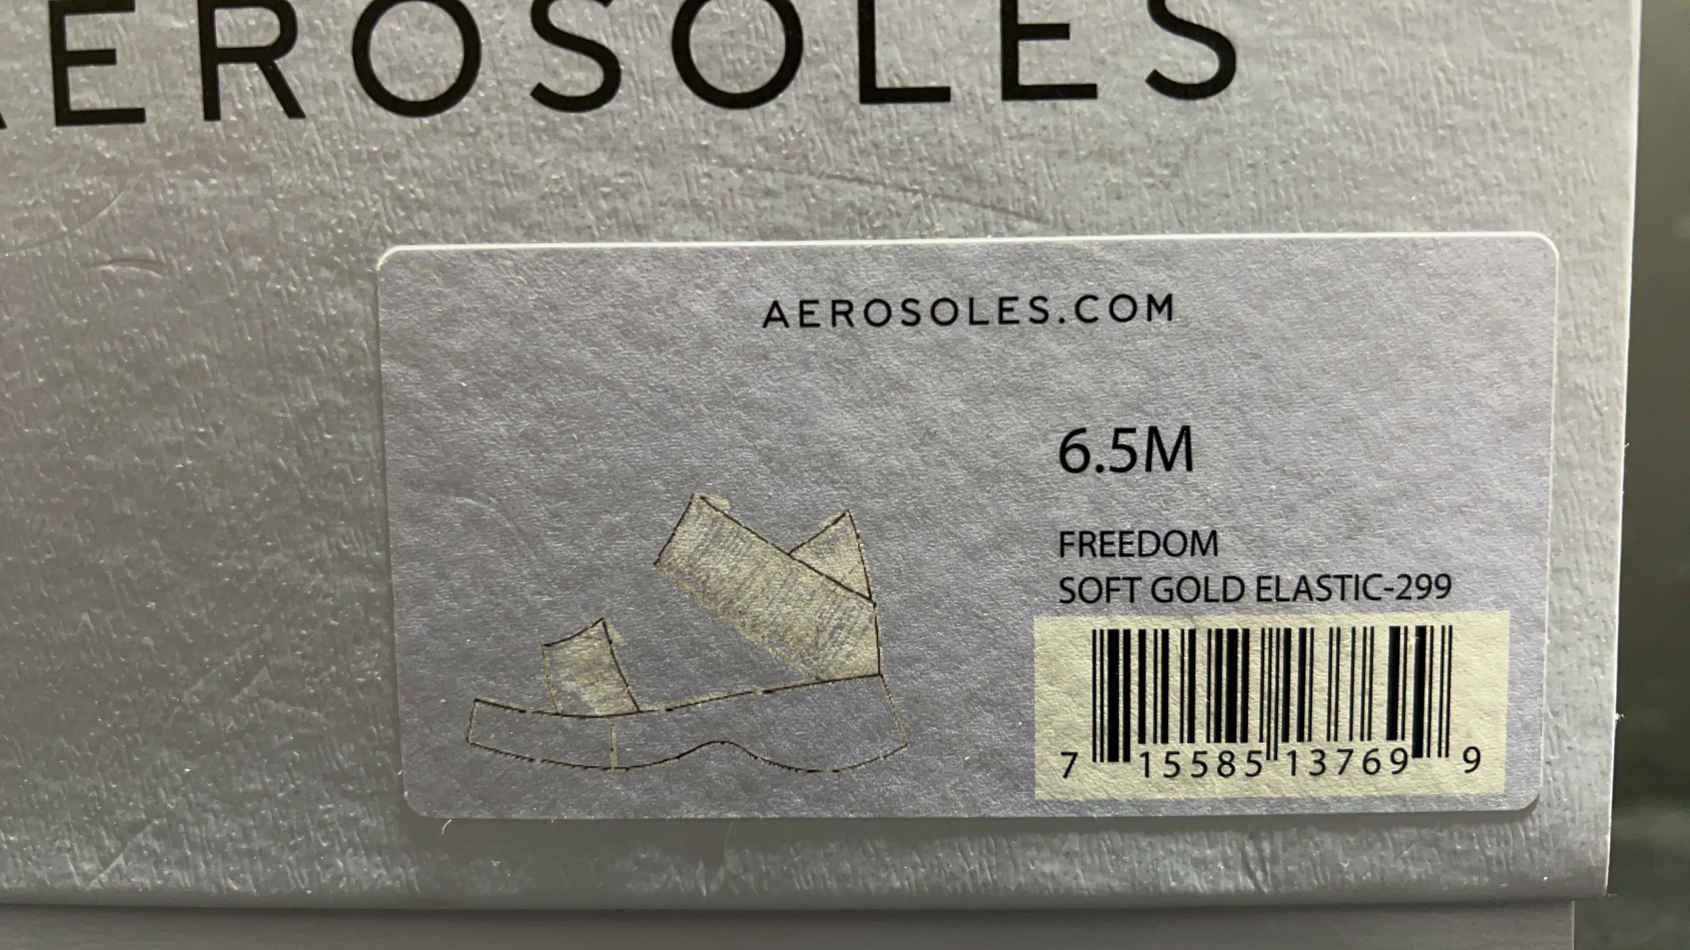 AEROSOLES
AEROSOLES.COM
6.5M
FREEDOM
SOFT GOLD ELASTIC-299
7 15585 13769 9